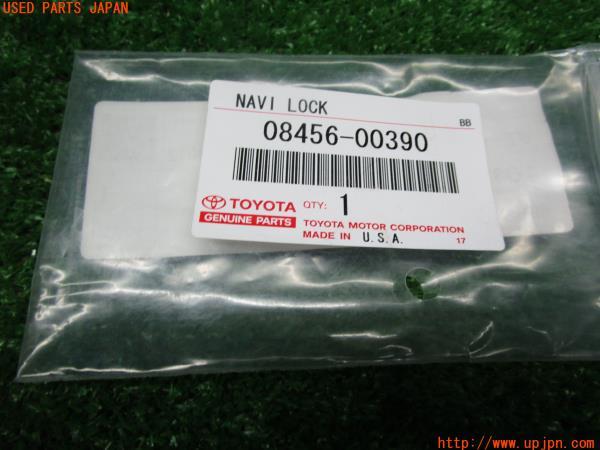 USED PARTS JAPAN
NAVI LOCK
BB
08456-00390
TOYOTA
GENUINE PARTS
QTY: 1
TOYOTA MOTOR CORPORATION
MADE IN U.S.A. 17
http://www.upjpn.com/